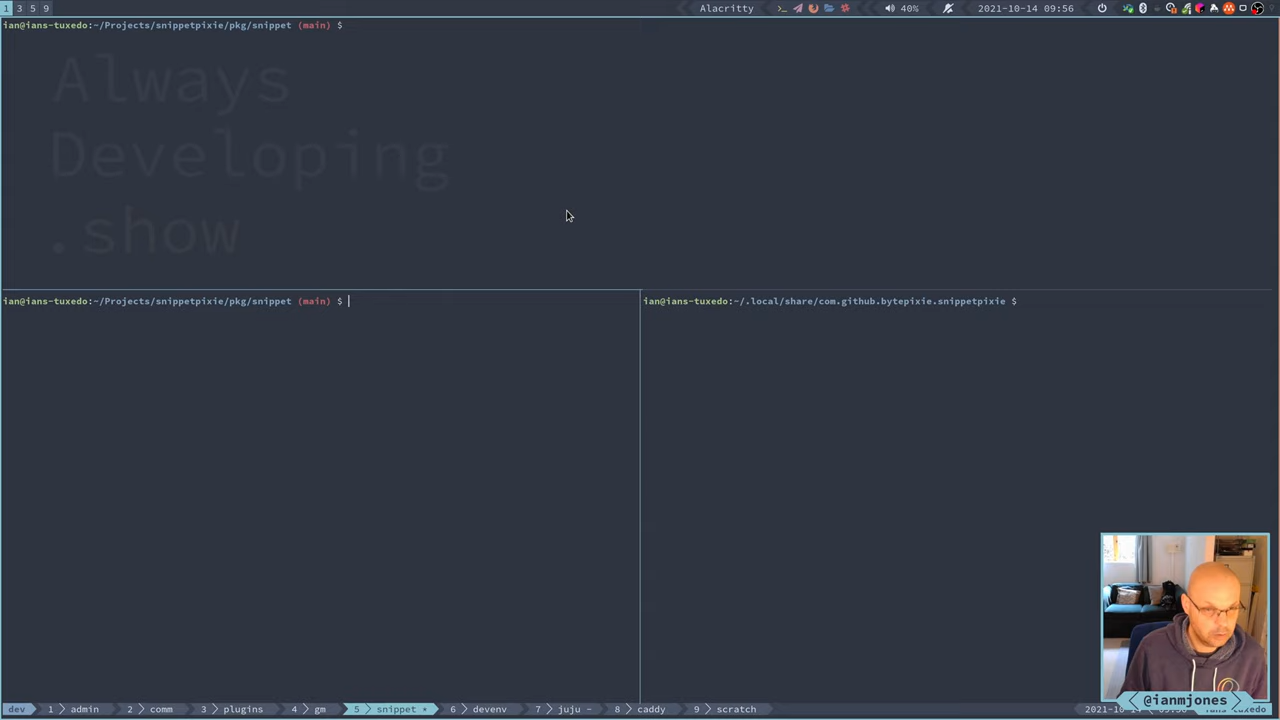 1 3 5 9
Alacritty
40%
2021-10-14 09:56
ian@ians-tuxedo:~/Projects/snippetpixie/pkg/snippet (main) $
Always
Developing
.show
ian@ians-tuxedo:~/Projects/snippetpixie/pkg/snippet (main) $
ian@ians-tuxedo:~/.local/share/com.github.bytepixie.snippetpixie $
@ianmjones
dev 1 admin 2 comm 3 plugins 4 gm 5 snippet * 6 devenv 7 juju - 8 caddy 9 scratch